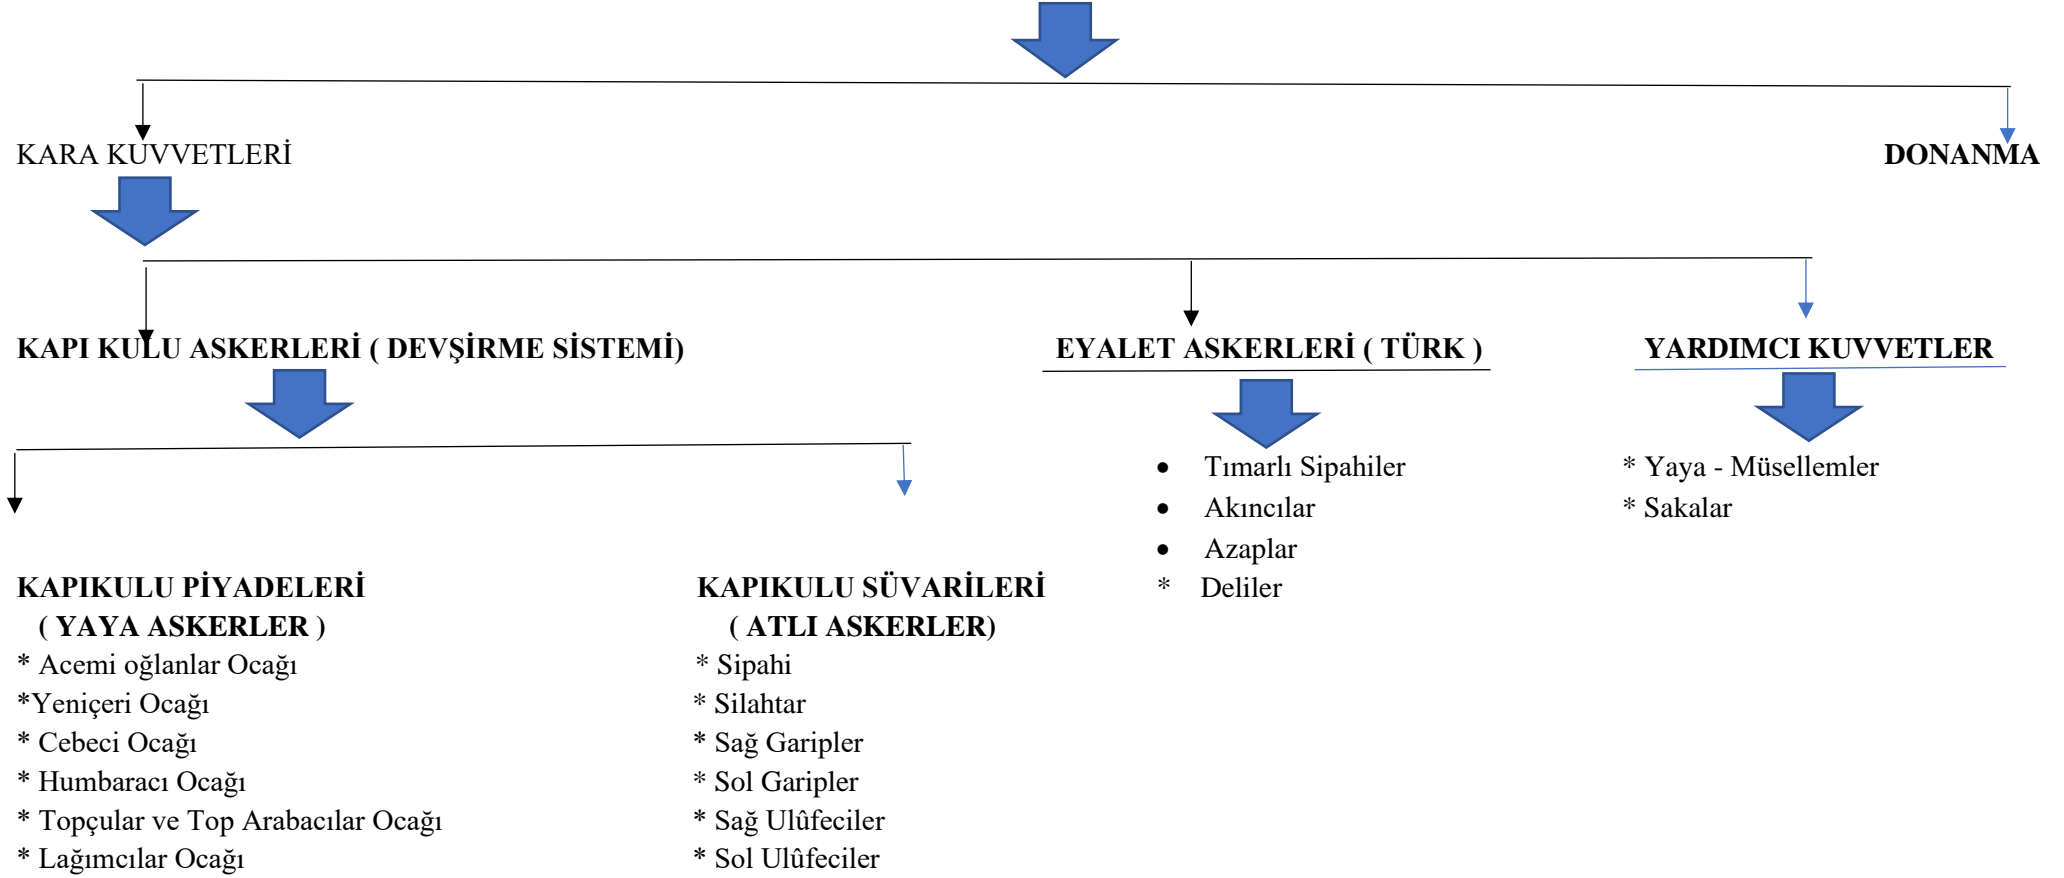 KARA KUVVETLERİ
DONANMA
KAPI KULU ASKERLERİ ( DEVŞİRME SİSTEMİ)
EYALET ASKERLERİ ( TÜRK )
YARDIMCI KUVVETLER
• Tımarlı Sipahiler
• Akıncılar
• Azaplar
* Deliler
* Yaya - Müsellemler
* Sakalar
KAPIKULU PİYADELERİ
( YAYA ASKERLER )
* Acemi oğlanlar Ocağı
*Yeniçeri Ocağı
* Cebeci Ocağı
* Humbaracı Ocağı
* Topçular ve Top Arabacılar Ocağı
* Lağımcılar Ocağı
KAPIKULU SÜVARİLERİ
( ATLI ASKERLER)
* Sipahi
* Silahtar
* Sağ Garipler
* Sol Garipler
* Sağ Ulûfeciler
* Sol Ulûfeciler